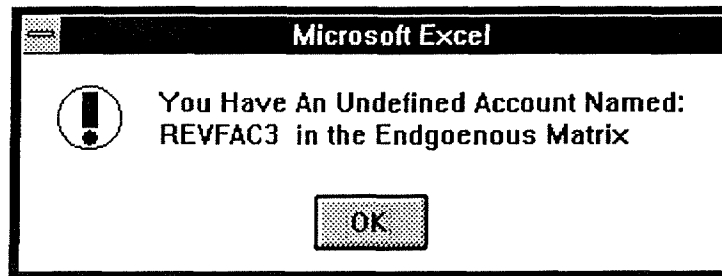 Microsoft Excel
You Have An Undefined Account Named:
REVFAC3 in the Endgoenous Matrix
OK